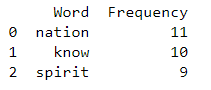 Word Frequency
0 nation 11
1 know 10
2 spirit 9